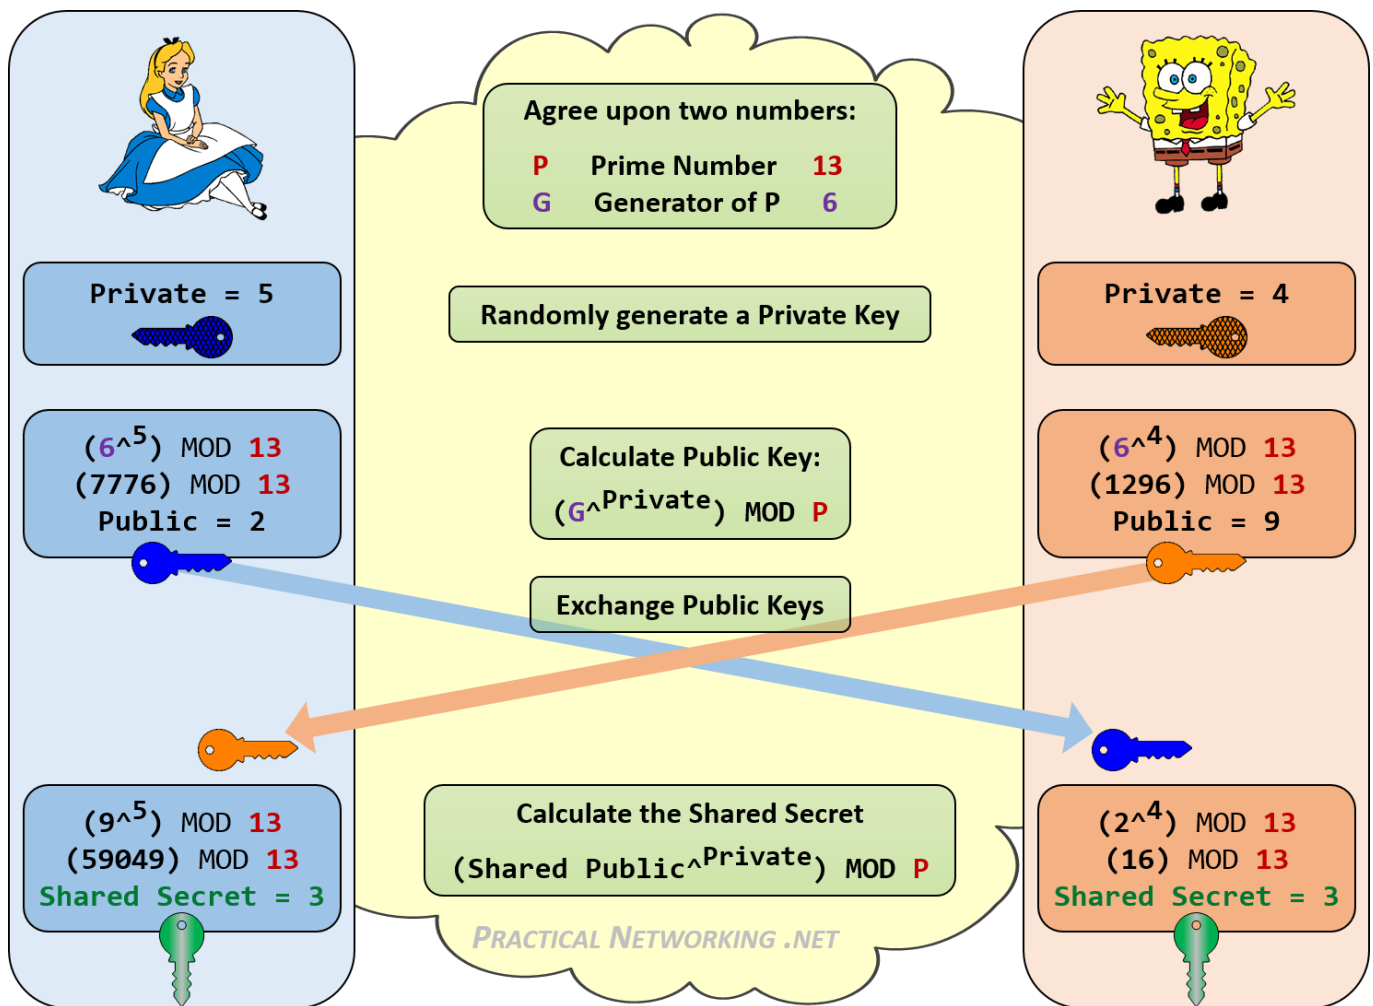 Agree upon two numbers:
P Prime Number 13
G Generator of P 6
Private = 5
Randomly generate a Private Key
Private = 4
(6^5) MOD 13
(7776) MOD 13
Public = 2
Calculate Public Key:
(G^Private) MOD P
(6^4) MOD 13
(1296) MOD 13
Public = 9
Exchange Public Keys
(9^5) MOD 13
(59049) MOD 13
Shared Secret = 3
Calculate the Shared Secret
(Shared Public^Private) MOD P
(2^4) MOD 13
(16) MOD 13
Shared Secret = 3
PRACTICAL NETWORKING .NET